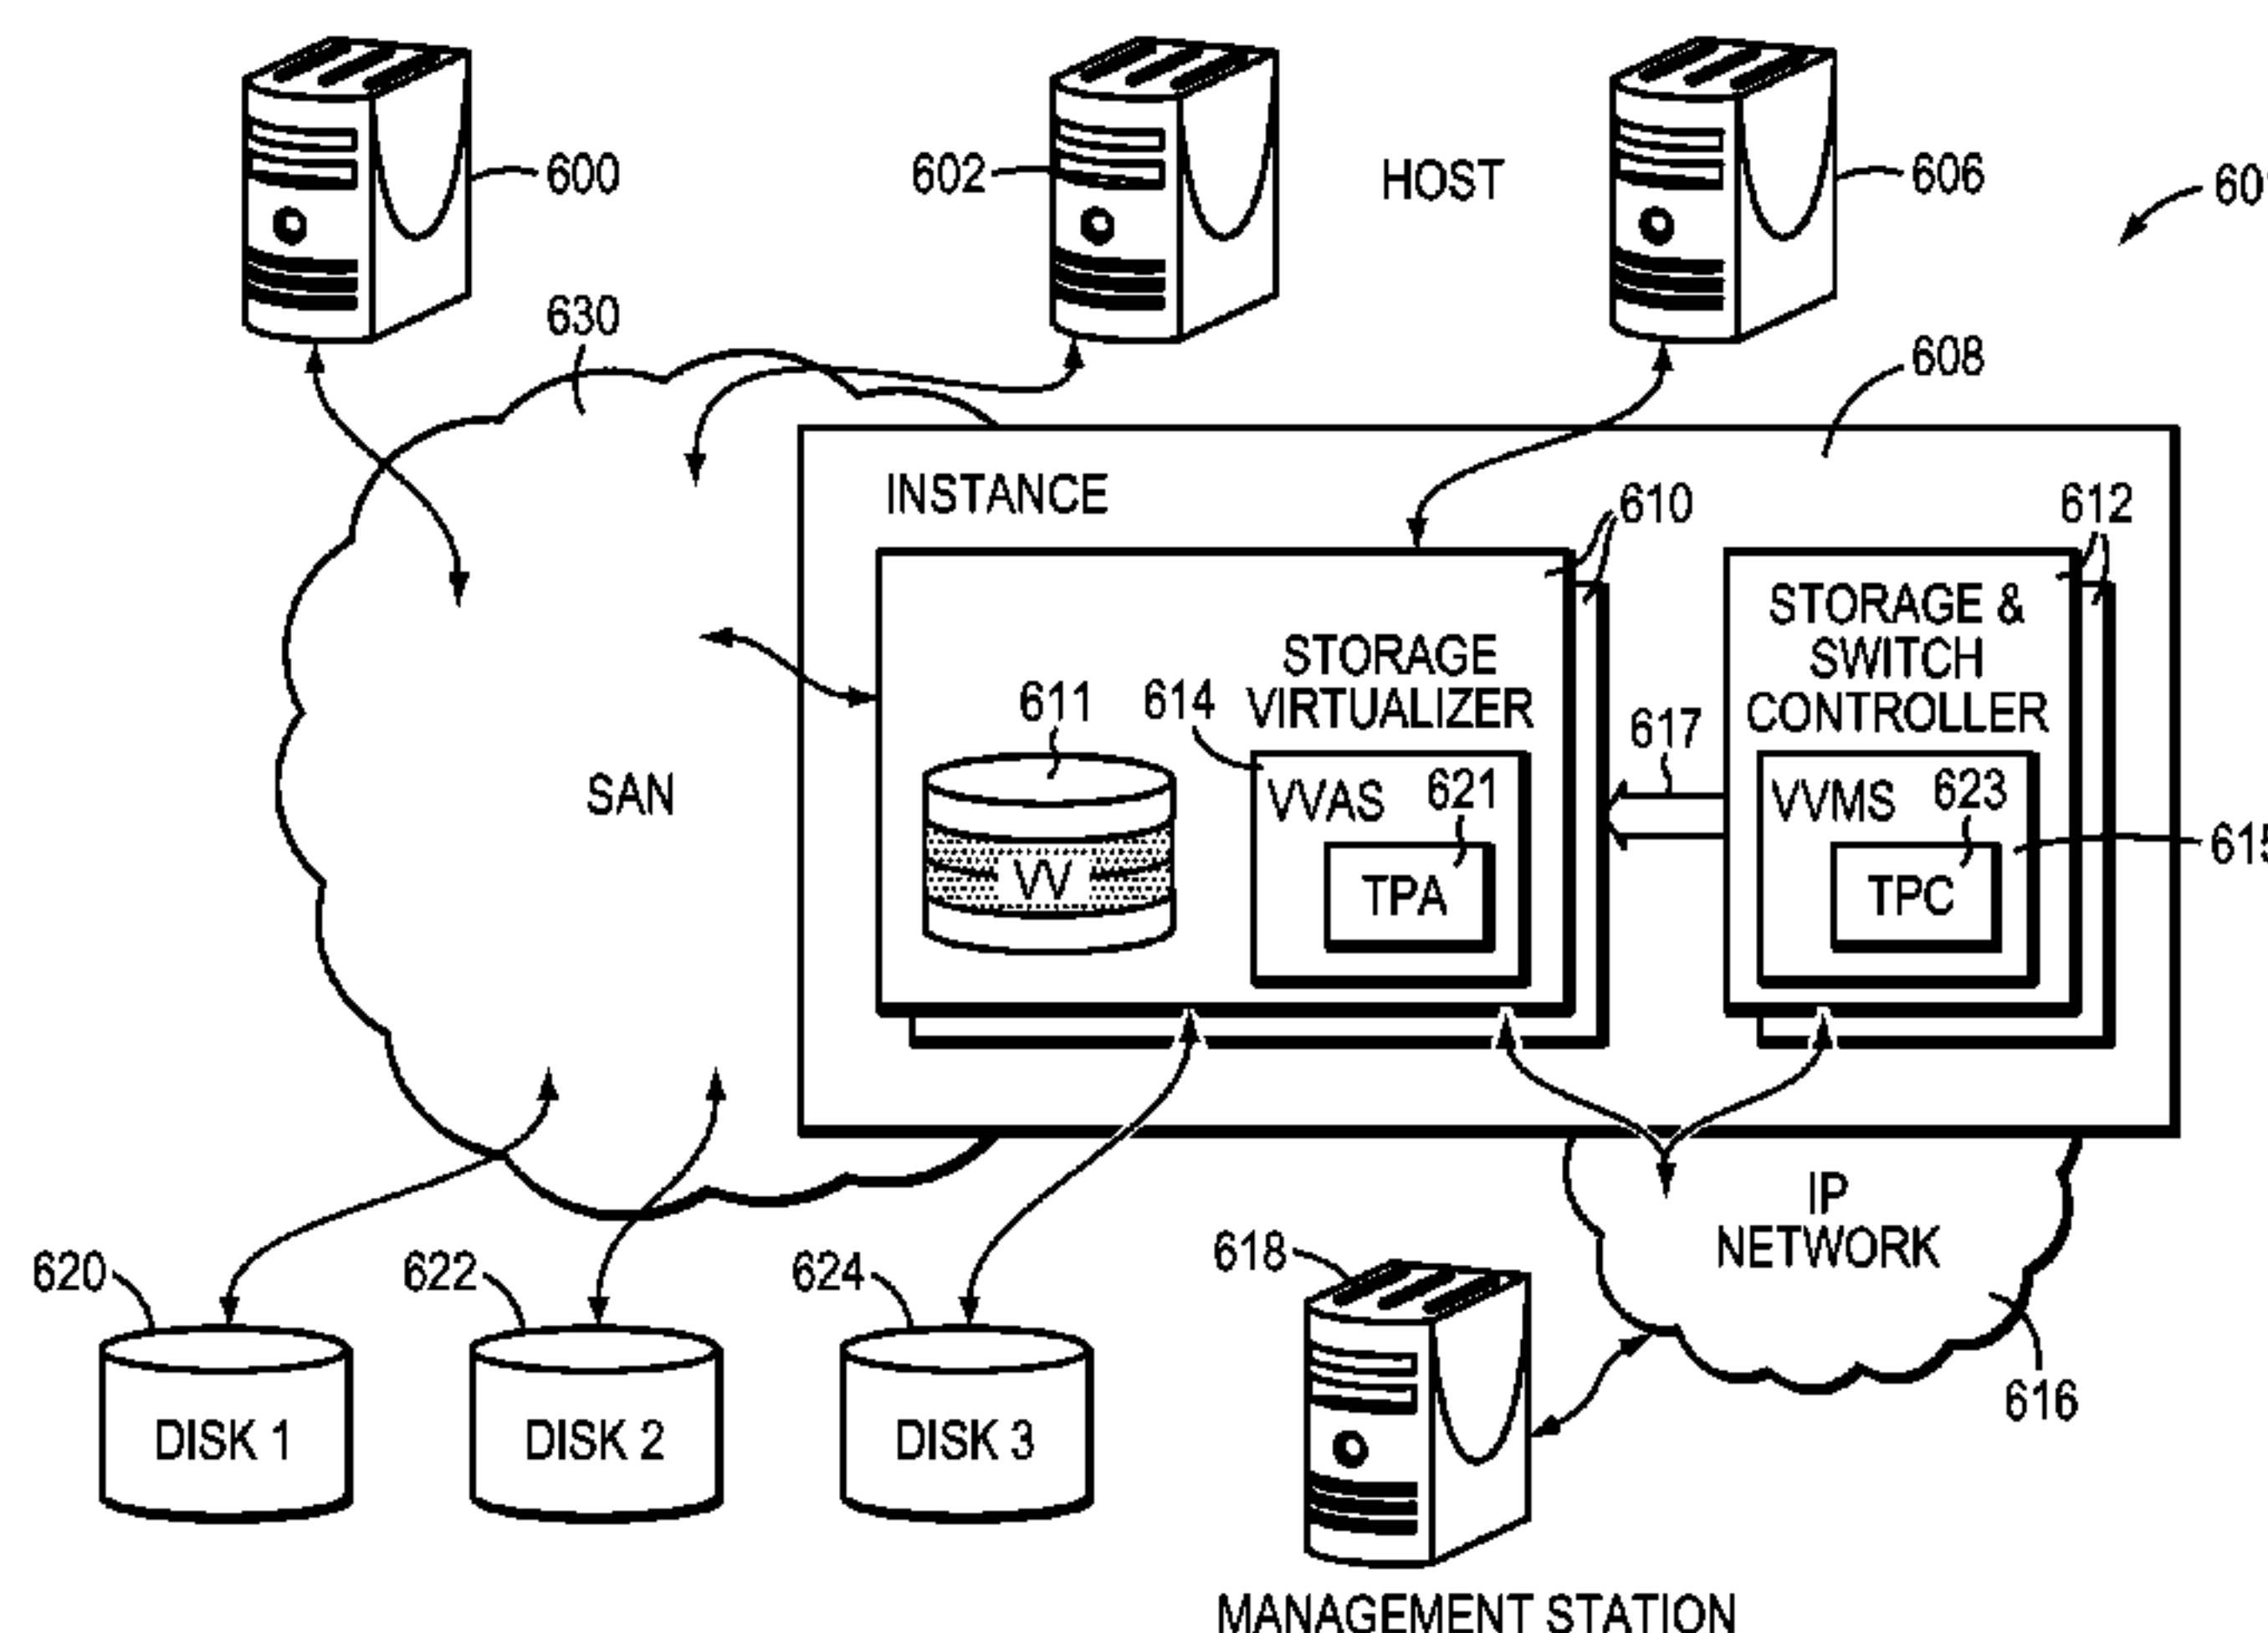 600
602
HOST
606
60
630
608
INSTANCE
610
612
STORAGE &
SWITCH
CONTROLLER
STORAGE
VIRTUALIZER
611
614
617
SAN
VVAS
621
VVMS
623
615
VV
TPA
TPC
IP
NETWORK
620
622
624
618
616
DISK 1
DISK 2
DISK 3
MANAGEMENT STATION